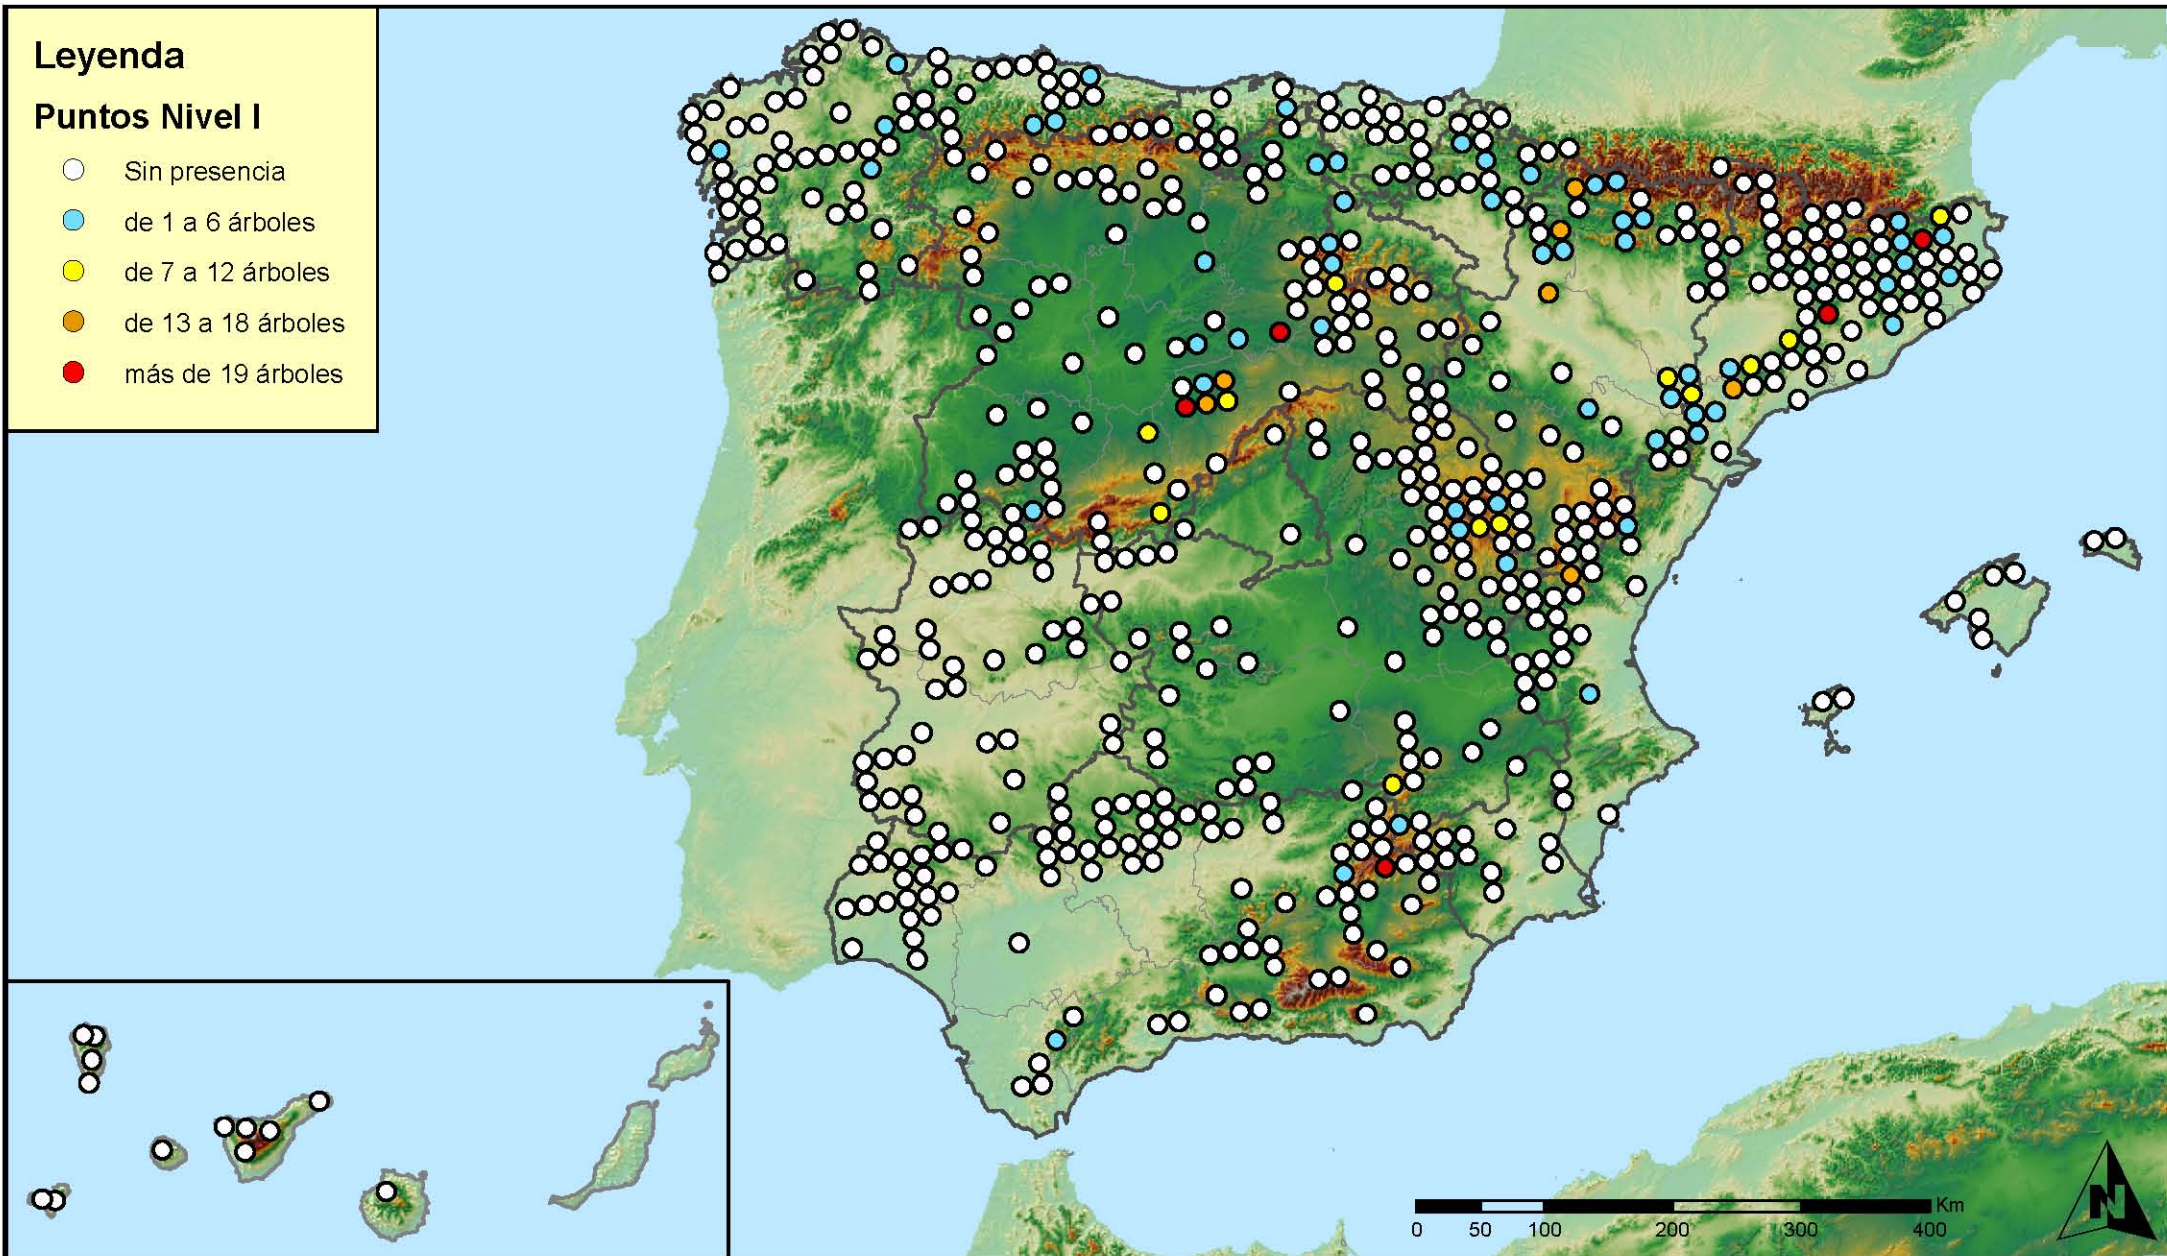 Leyenda
Puntos Nivel I
Sin presencia
de 1 a 6 árboles
de 7 a 12 árboles
de 13 a 18 árboles
más de 19 árboles
Km
0 50 100 200 300 400
N